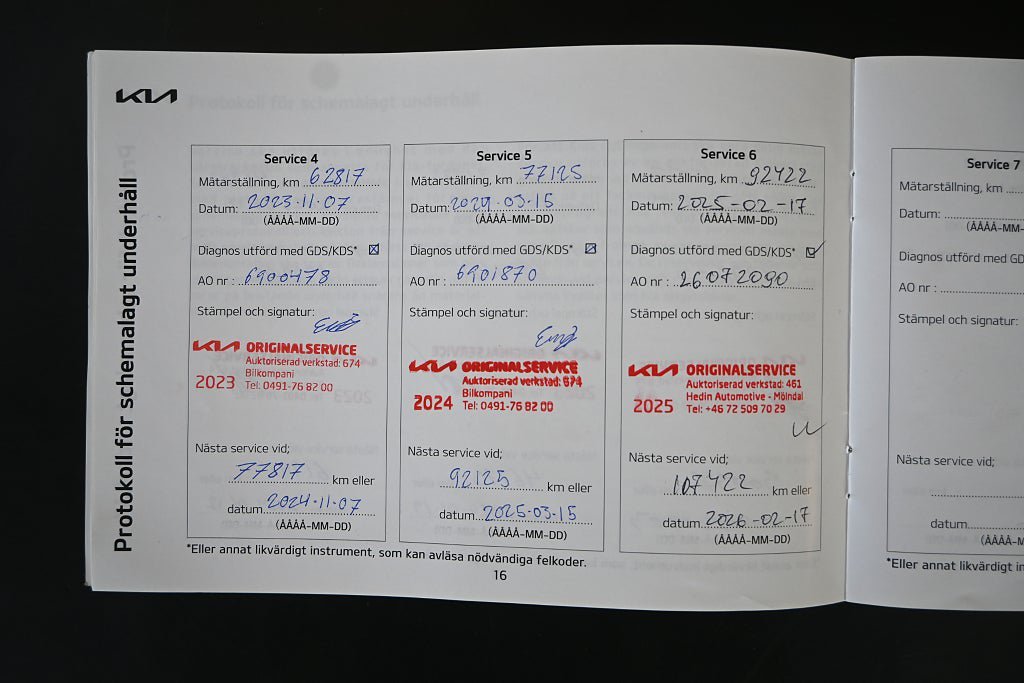 KIA
Protokoll för schemalagt underhåll
Service 4
Mätarställning, km 62817
Datum: 2023-11-07
(ÅÅÅÅ-MM-DD)
Diagnos utförd med GDS/KDS*
AO nr : 6900478
Stämpel och signatur:
KIA ORIGINALSERVICE
Auktoriserad verkstad: 674
Bilkompani
2023 Tel: 0491-76 82 00
Nästa service vid;
77817 km eller
datum 2024-11-07
(ÅÅÅÅ-MM-DD)
Service 5
Mätarställning, km 77125
Datum: 2024-03-15
(ÅÅÅÅ-MM-DD)
Diagnos utförd med GDS/KDS*
AO nr : 6901870
Stämpel och signatur:
KIA ORIGINALSERVICE
Auktoriserad verkstad: 674
Bilkompani
2024 Tel: 0491-76 82 00
Nästa service vid;
92125 km eller
datum 2025-03-15
(ÅÅÅÅ-MM-DD)
Service 6
Mätarställning, km 92422
Datum: 2025-02-17
(ÅÅÅÅ-MM-DD)
Diagnos utförd med GDS/KDS*
AO nr : 26072090
Stämpel och signatur:
KIA ORIGINALSERVICE
Auktoriserad verkstad: 461
Hedin Automotive - Mölndal
2025 Tel: +46 72 509 70 29
Nästa service vid;
107422 km eller
datum 2026-02-17
(ÅÅÅÅ-MM-DD)
*Eller annat likvärdigt instrument, som kan avläsa nödvändiga felkoder.
16
Service 7
Mätarställning, km
Datum:
(ÅÅÅÅ-MM-
Diagnos utförd med GDS
AO nr :
Stämpel och signatur:
Nästa service vid;
datum
(ÅÅÅÅ-M
*Eller annat likvärdigt in